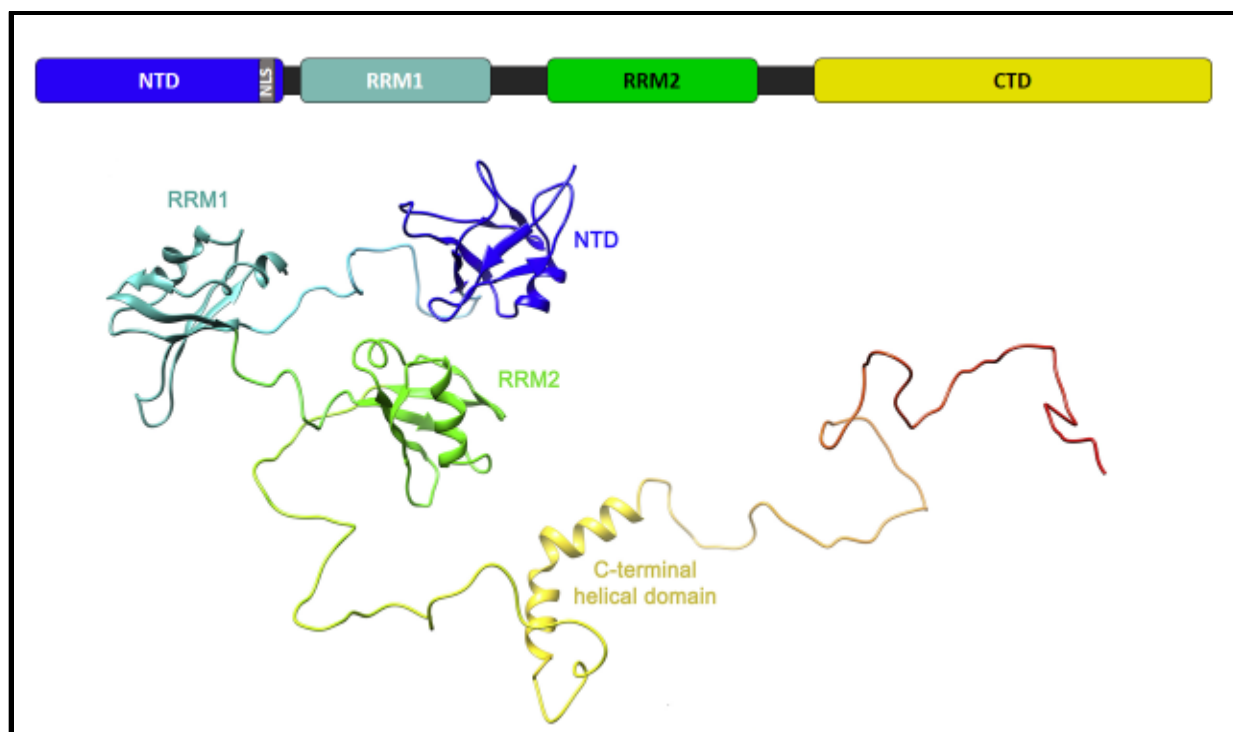 NTD NLS RRM1 RRM2 CTD
RRM1
NTD
RRM2
C-terminal
helical domain